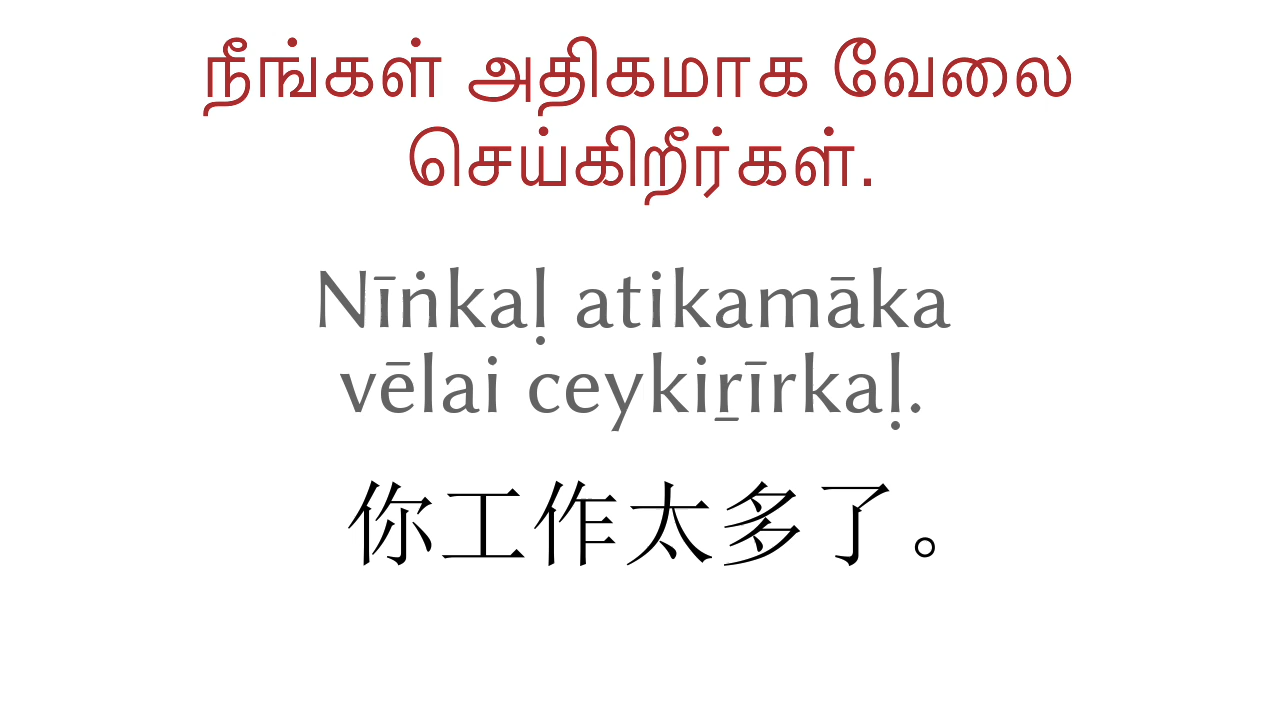 நீங்கள் அதிகமாக வேலை
செய்கிறீர்கள்.
Nīṅkaḷ atikamāka
vēlai ceykiṟīrkaḷ.
你工作太多了。